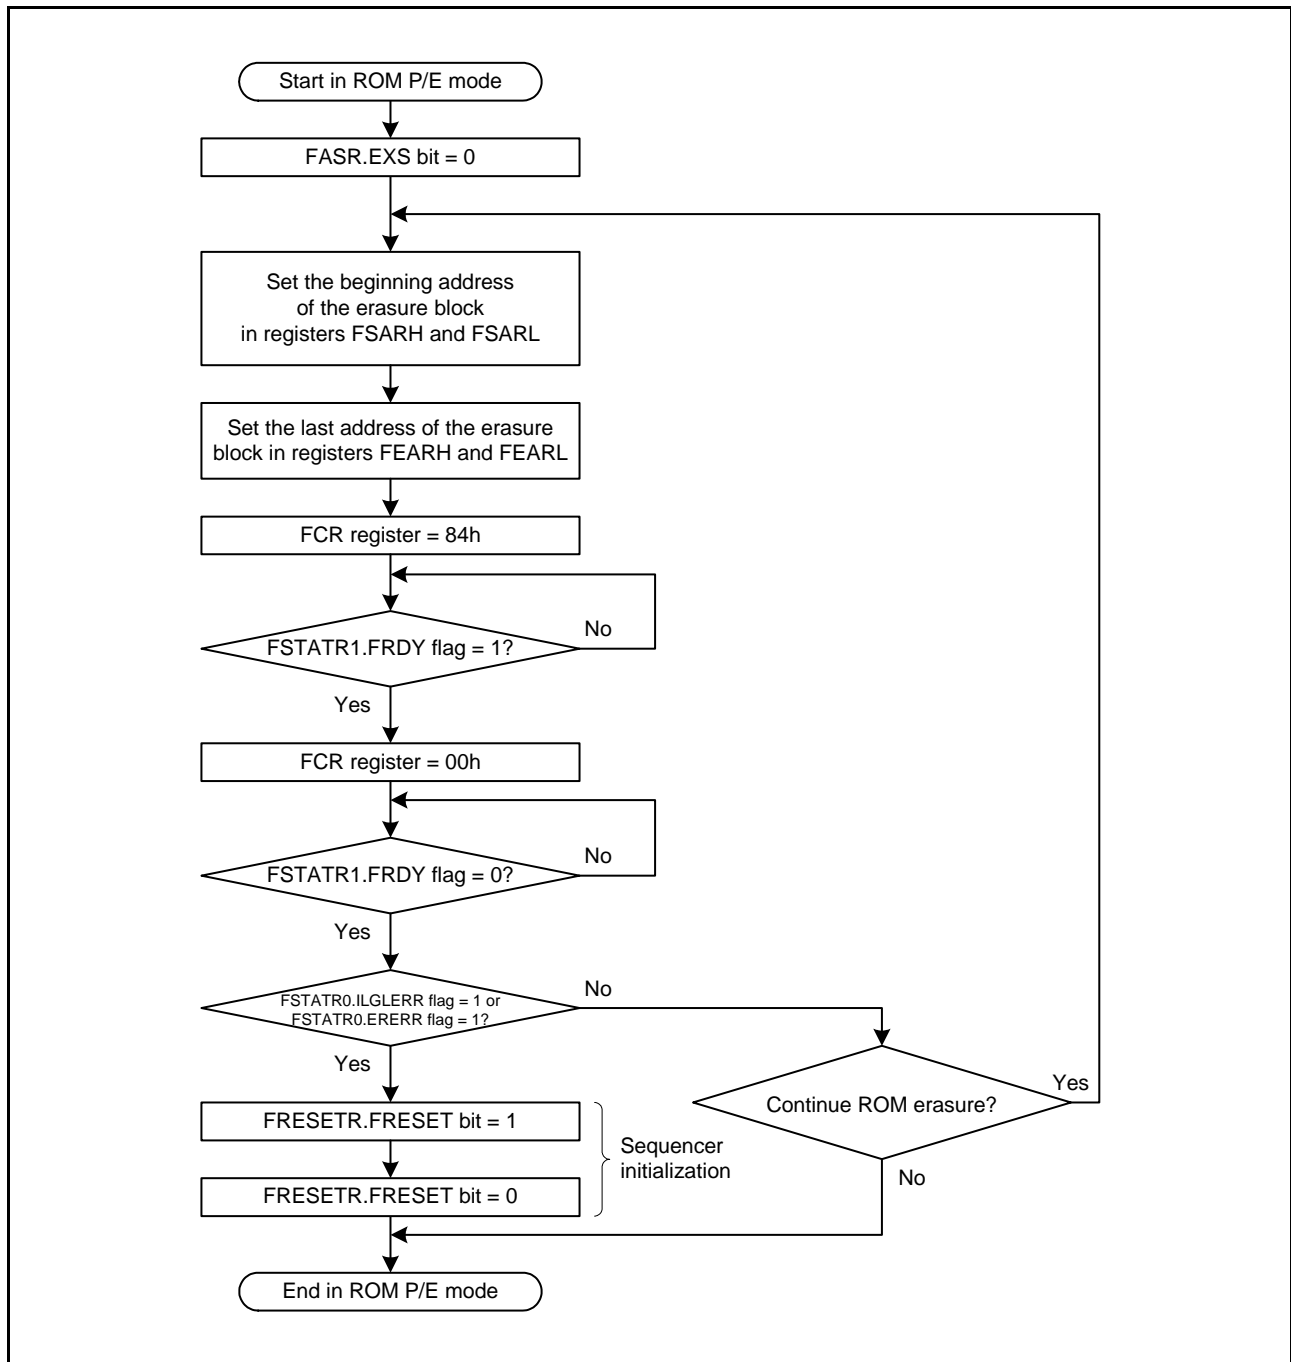 Start in ROM P/E mode
FASR.EXS bit = 0
Set the beginning address
of the erasure block
in registers FSARH and FSARL
Set the last address of the erasure
block in registers FEARH and FEARL
FCR register = 84h
FSTATR1.FRDY flag = 1?
No
Yes
FCR register = 00h
FSTATR1.FRDY flag = 0?
No
Yes
FSTATR0.ILGLERR flag = 1 or
FSTATR0.ERERR flag = 1?
No
Yes
Continue ROM erasure?
Yes
No
FRESETR.FRESET bit = 1
FRESETR.FRESET bit = 0
Sequencer
initialization
End in ROM P/E mode